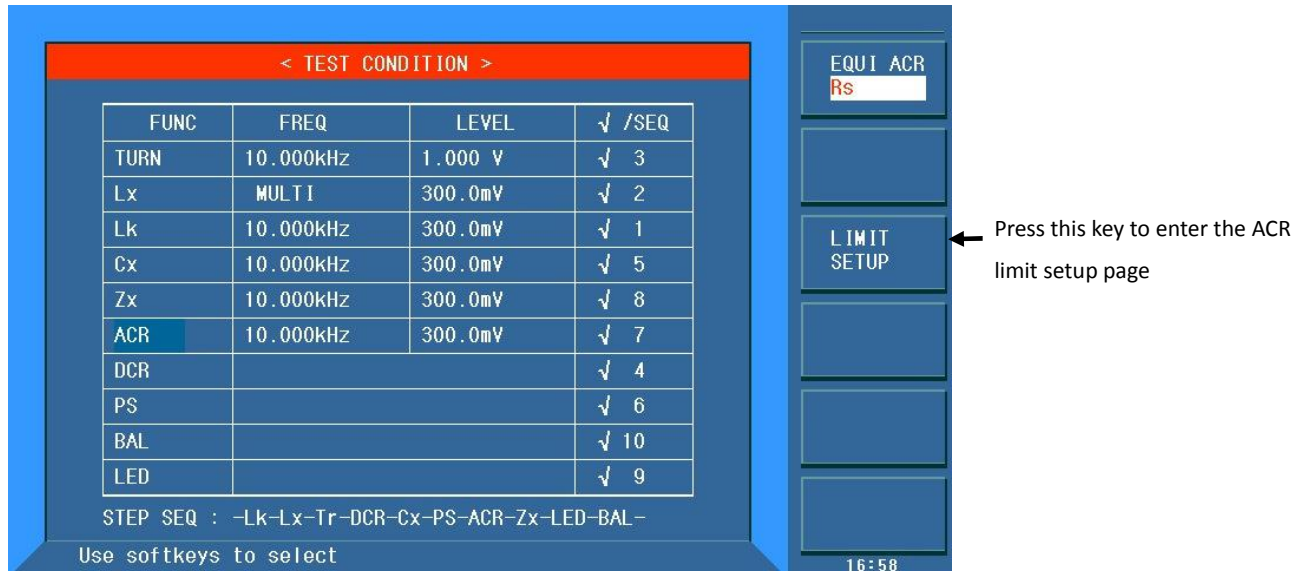 < TEST CONDITION >
FUNC FREQ LEVEL √ /SEQ
TURN 10.000kHz 1.000 V √ 3
Lx MULTI 300.0mV √ 2
Lk 10.000kHz 300.0mV √ 1
Cx 10.000kHz 300.0mV √ 5
Zx 10.000kHz 300.0mV √ 8
ACR 10.000kHz 300.0mV √ 7
DCR √ 4
PS √ 6
BAL √ 10
LED √ 9
STEP SEQ : -Lk-Lx-Tr-DCR-Cx-PS-ACR-Zx-LED-BAL-
Use softkeys to select
EQUI ACR
Rs
LIMIT
SETUP
16:58
Press this key to enter the ACR
limit setup page